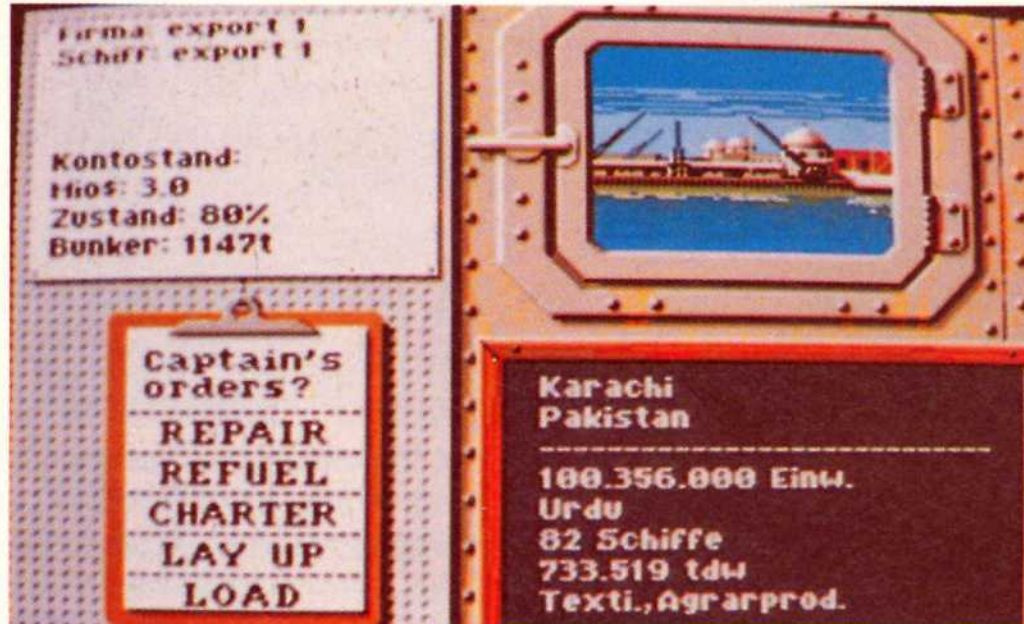 Firma: export 1
Schiff: export 1
Kontostand:
Mio$: 3.0
Zustand: 80%
Bunker: 1147t
Captain's
orders?
REPAIR
REFUEL
CHARTER
LAY UP
LOAD
Karachi
Pakistan
100.356.000 Einw.
Urdu
82 Schiffe
733.519 tdw
Texti.,Agrarprod.